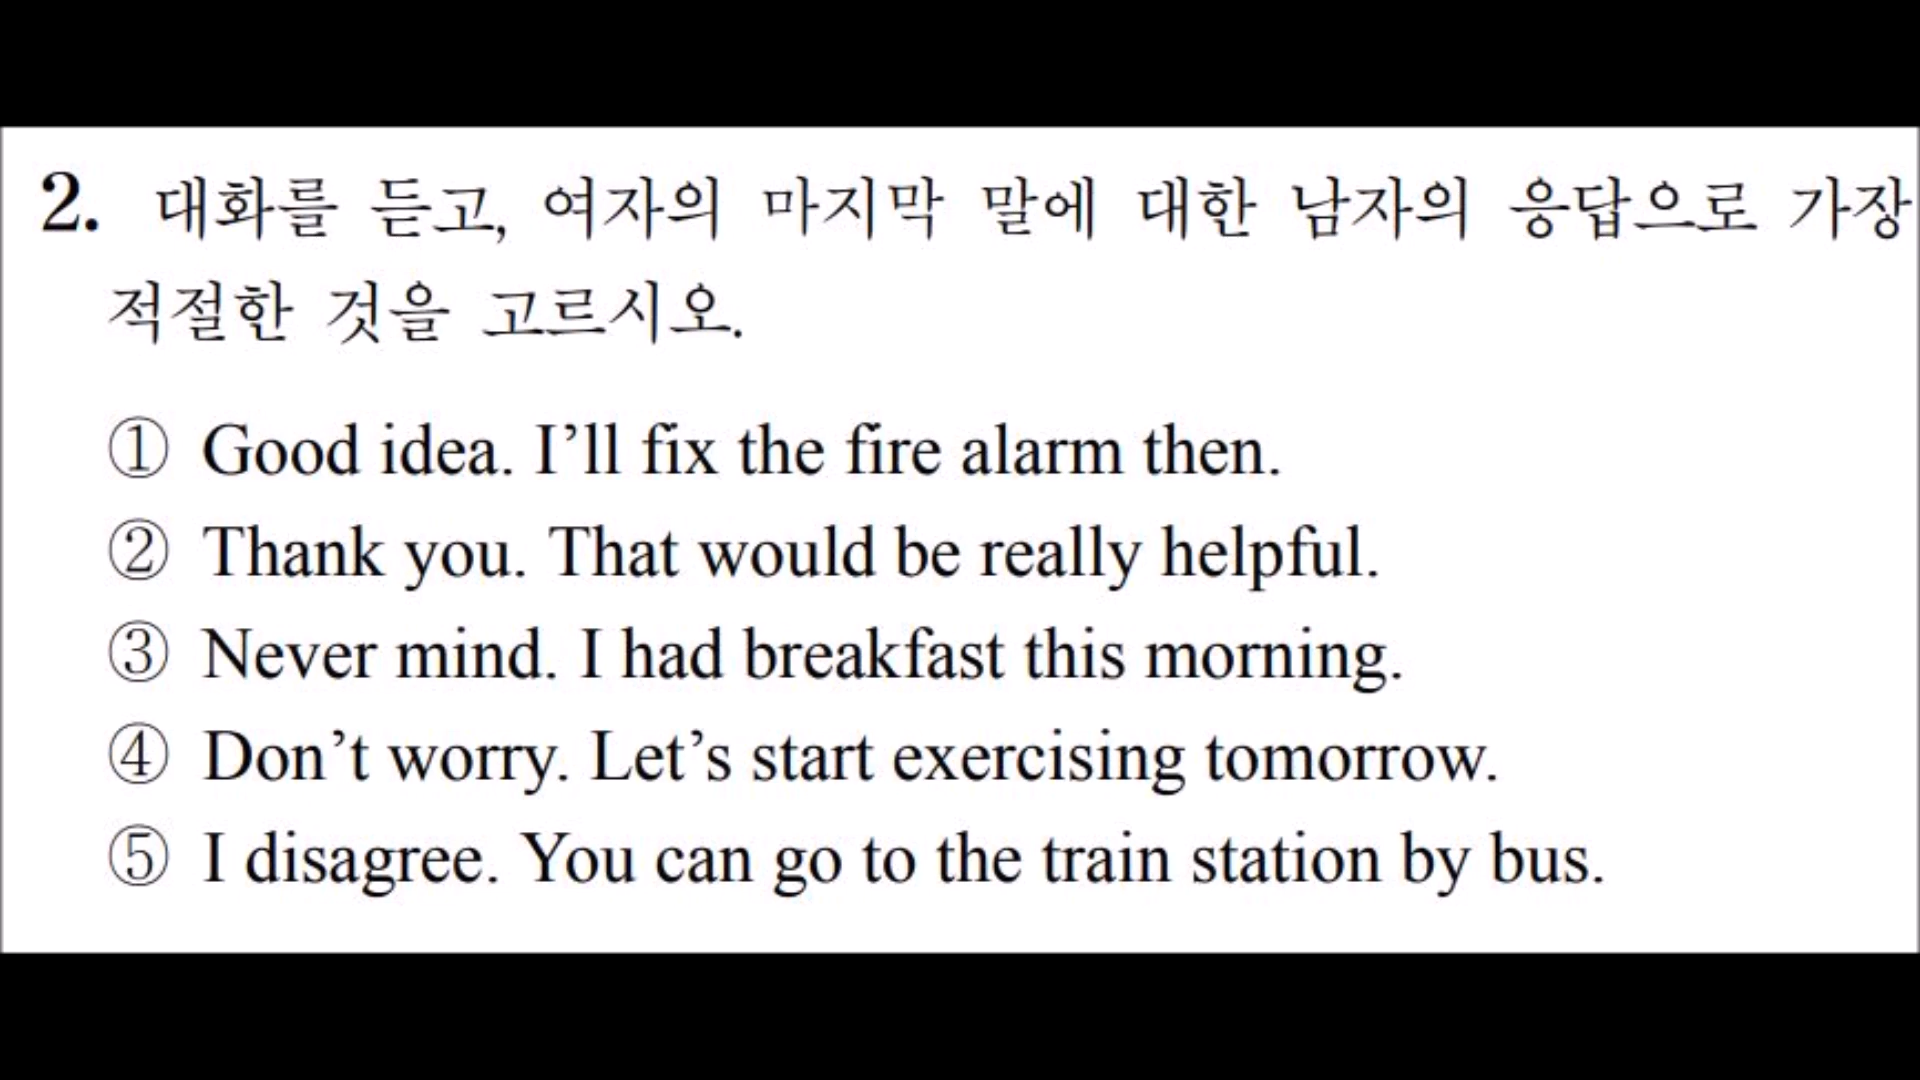 2. 대화를 듣고, 여자의 마지막 말에 대한 남자의 응답으로 가장
적절한 것을 고르시오.
① Good idea. I’ll fix the fire alarm then.
② Thank you. That would be really helpful.
③ Never mind. I had breakfast this morning.
④ Don’t worry. Let’s start exercising tomorrow.
⑤ I disagree. You can go to the train station by bus.